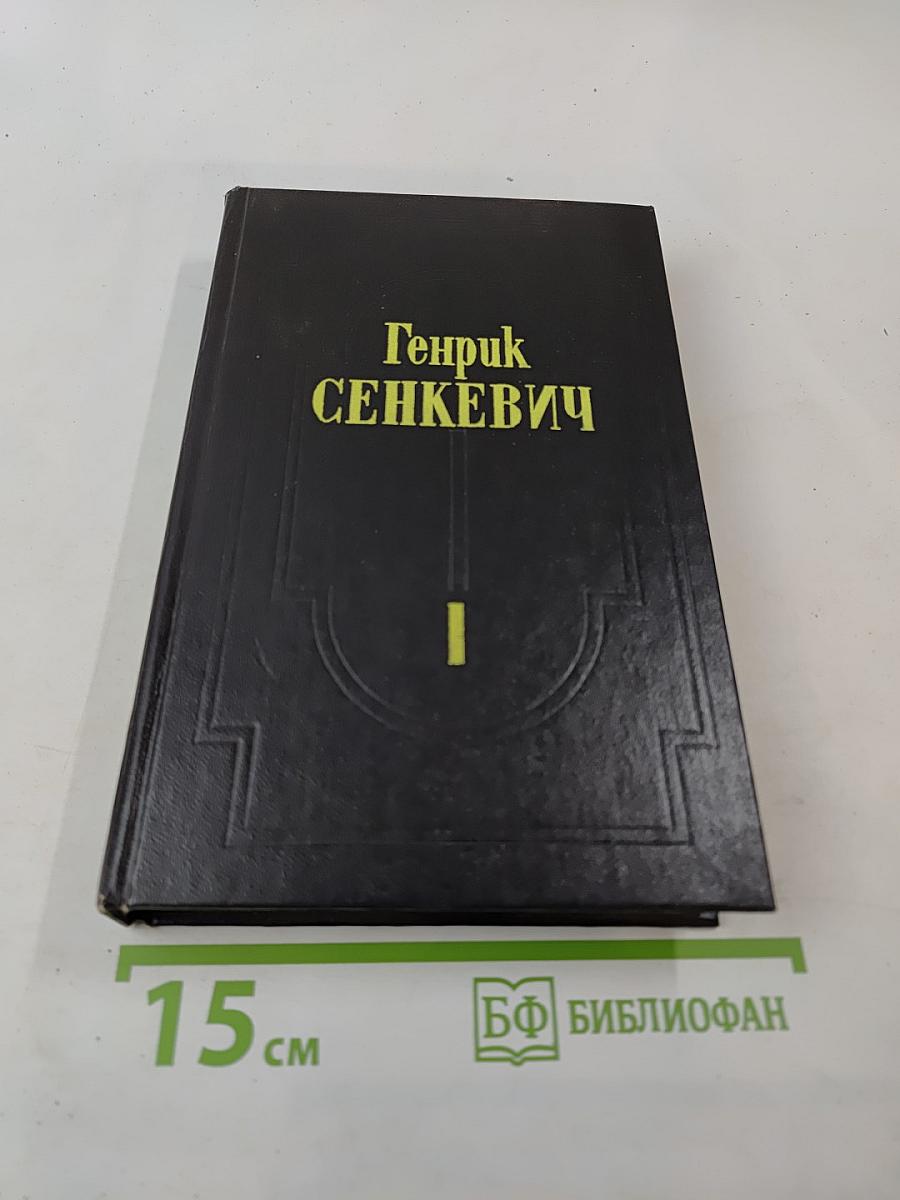 Генрик
СЕНКЕВИЧ
I
15 см
БФ БИБЛИОФАН